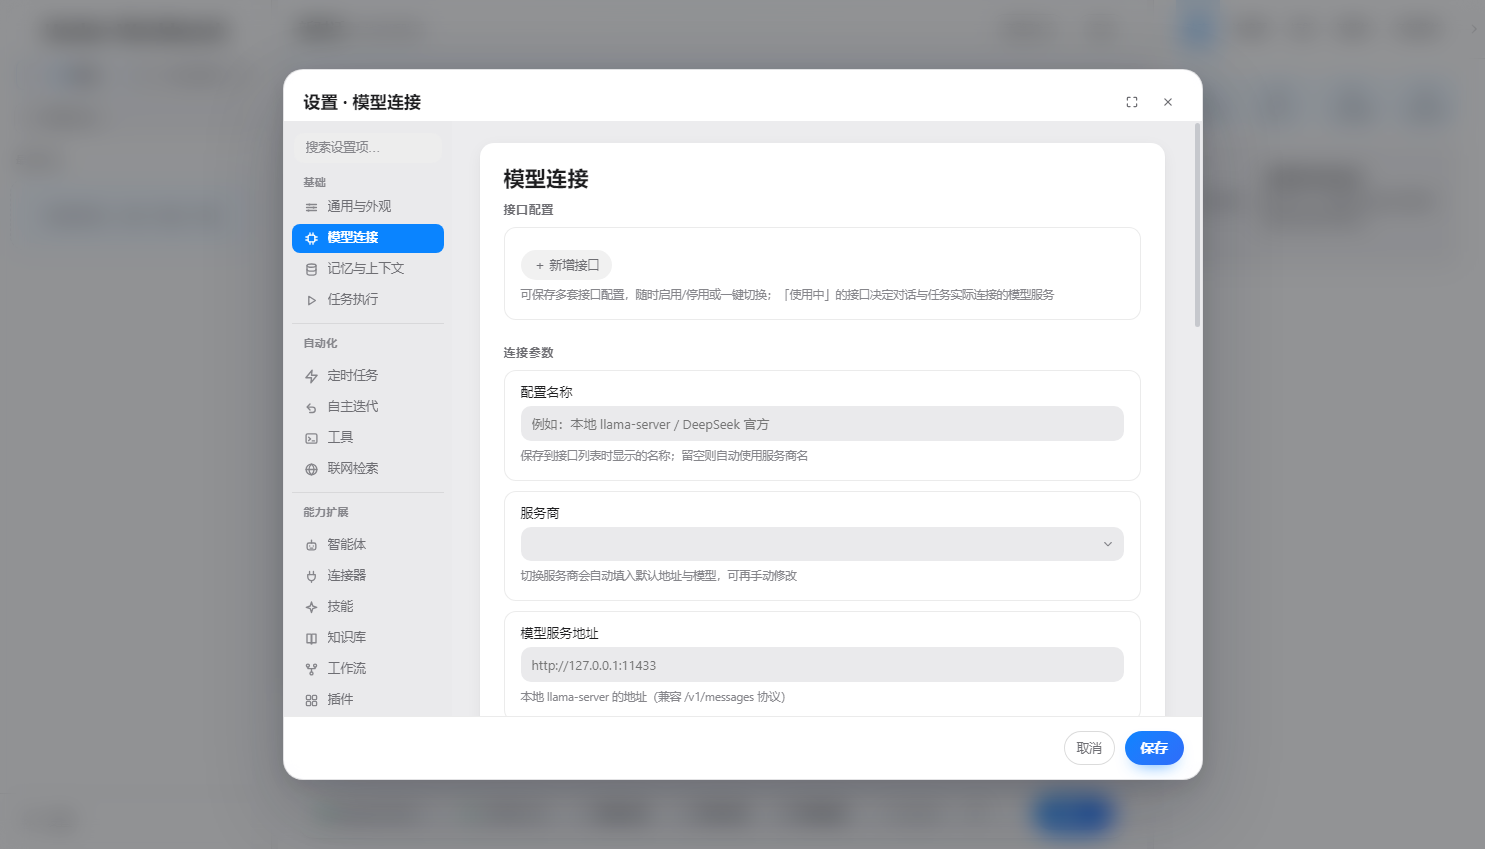 设置 · 模型连接
搜索设置项...
基础
通用与外观
模型连接
记忆与上下文
任务执行
自动化
定时任务
自主迭代
工具
联网检索
能力扩展
智能体
连接器
技能
知识库
工作流
插件
模型连接
接口配置
+ 新增接口
可保存多套接口配置，随时启用/停用或一键切换；「使用中」的接口决定对话与任务实际连接的模型服务
连接参数
配置名称
例如：本地 llama-server / DeepSeek 官方
保存到接口列表时显示的名称；留空则自动使用服务商名
服务商
切换服务商会自动填入默认地址与模型，可再手动修改
模型服务地址
http://127.0.0.1:11433
本地 llama-server 的地址（兼容 /v1/messages 协议）
取消
保存